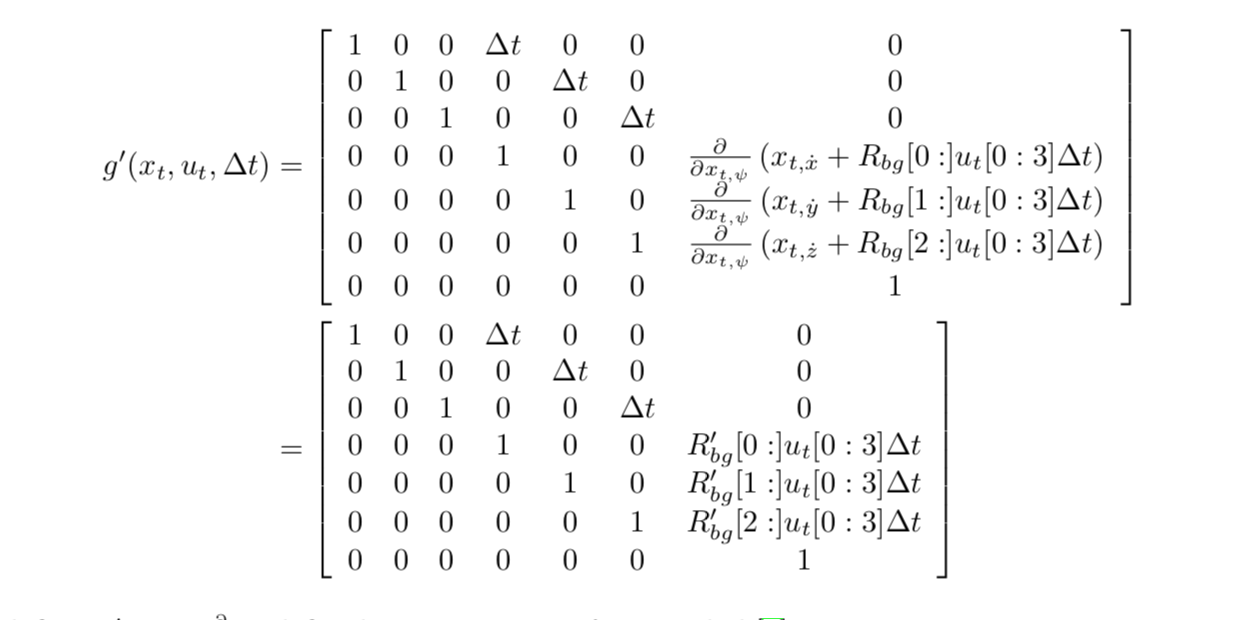 g′(x_t, u_t, Δt) =
1 0 0 Δt 0 0 0
0 1 0 0 Δt 0 0
0 0 1 0 0 Δt 0
0 0 0 1 0 0 ∂/∂x_{t,ψ} (x_{t,ẋ} + R_{bg}[0 :]u_t[0 : 3]Δt)
0 0 0 0 1 0 ∂/∂x_{t,ψ} (x_{t,ẏ} + R_{bg}[1 :]u_t[0 : 3]Δt)
0 0 0 0 0 1 ∂/∂x_{t,ψ} (x_{t,ż} + R_{bg}[2 :]u_t[0 : 3]Δt)
0 0 0 0 0 0 1
=
1 0 0 Δt 0 0 0
0 1 0 0 Δt 0 0
0 0 1 0 0 Δt 0
0 0 0 1 0 0 R′_{bg}[0 :]u_t[0 : 3]Δt
0 0 0 0 1 0 R′_{bg}[1 :]u_t[0 : 3]Δt
0 0 0 0 0 1 R′_{bg}[2 :]u_t[0 : 3]Δt
0 0 0 0 0 0 1